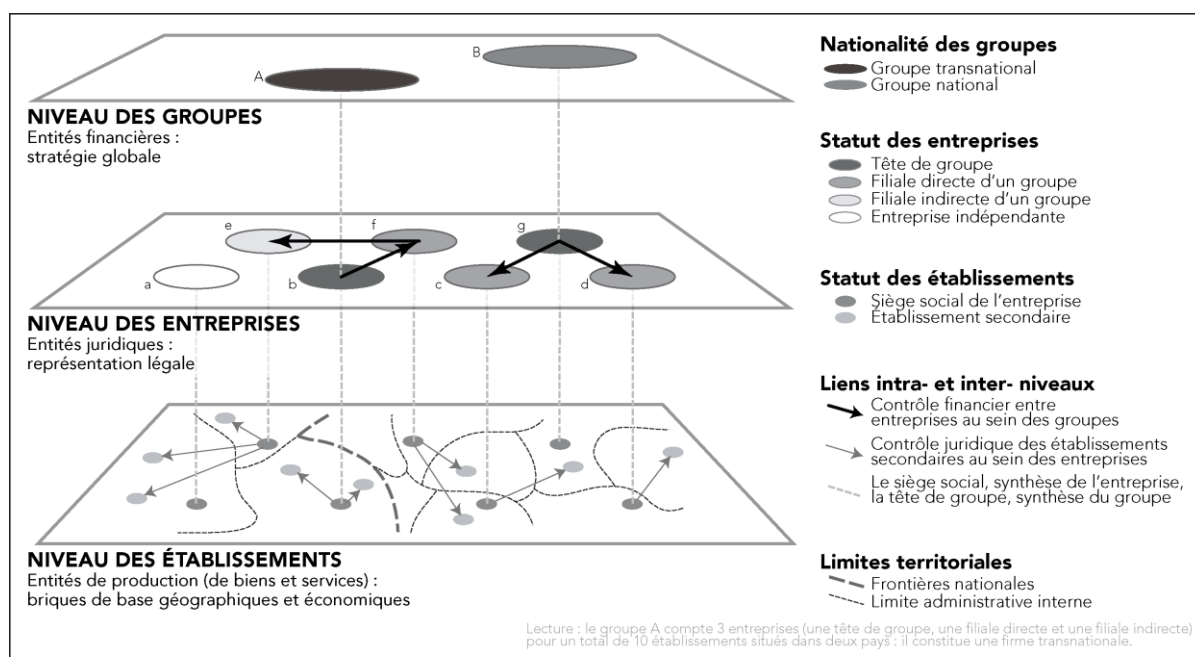 A
B
NIVEAU DES GROUPES
Entités financières :
stratégie globale
e
f
g
a
b
c
d
NIVEAU DES ENTREPRISES
Entités juridiques :
représentation légale
NIVEAU DES ÉTABLISSEMENTS
Entités de production (de biens et services) :
briques de base géographiques et économiques
Nationalité des groupes
Groupe transnational
Groupe national
Statut des entreprises
Tête de groupe
Filiale directe d'un groupe
Filiale indirecte d'un groupe
Entreprise indépendante
Statut des établissements
Siège social de l'entreprise
Établissement secondaire
Liens intra- et inter- niveaux
Contrôle financier entre
entreprises au sein des groupes
Contrôle juridique des établissements
secondaires au sein des entreprises
Le siège social, synthèse de l'entreprise,
la tête de groupe, synthèse du groupe
Limites territoriales
Frontières nationales
Limite administrative interne
Lecture : le groupe A compte 3 entreprises (une tête de groupe, une filiale directe et une filiale indirecte)
pour un total de 10 établissements situés dans deux pays : il constitue une firme transnationale.